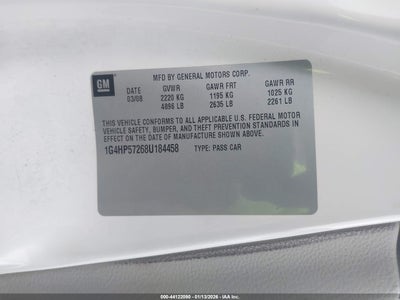 GM
MFD BY GENERAL MOTORS CORP.
DATE GVWR GAWR FRT GAWR RR
03/08 2220 KG 1195 KG 1025 KG
4896 LB 2635 LB 2261 LB
THIS CAR CONFORMS TO ALL APPLICABLE U.S. FEDERAL MOTOR
VEHICLE SAFETY, BUMPER, AND THEFT PREVENTION STANDARDS
IN EFFECT ON THE DATE OF MANUFACTURE SHOWN ABOVE.
1G4HP57268U184458 TYPE: PASS CAR
000-44122090 - 01/13/2026 - IAA Inc.